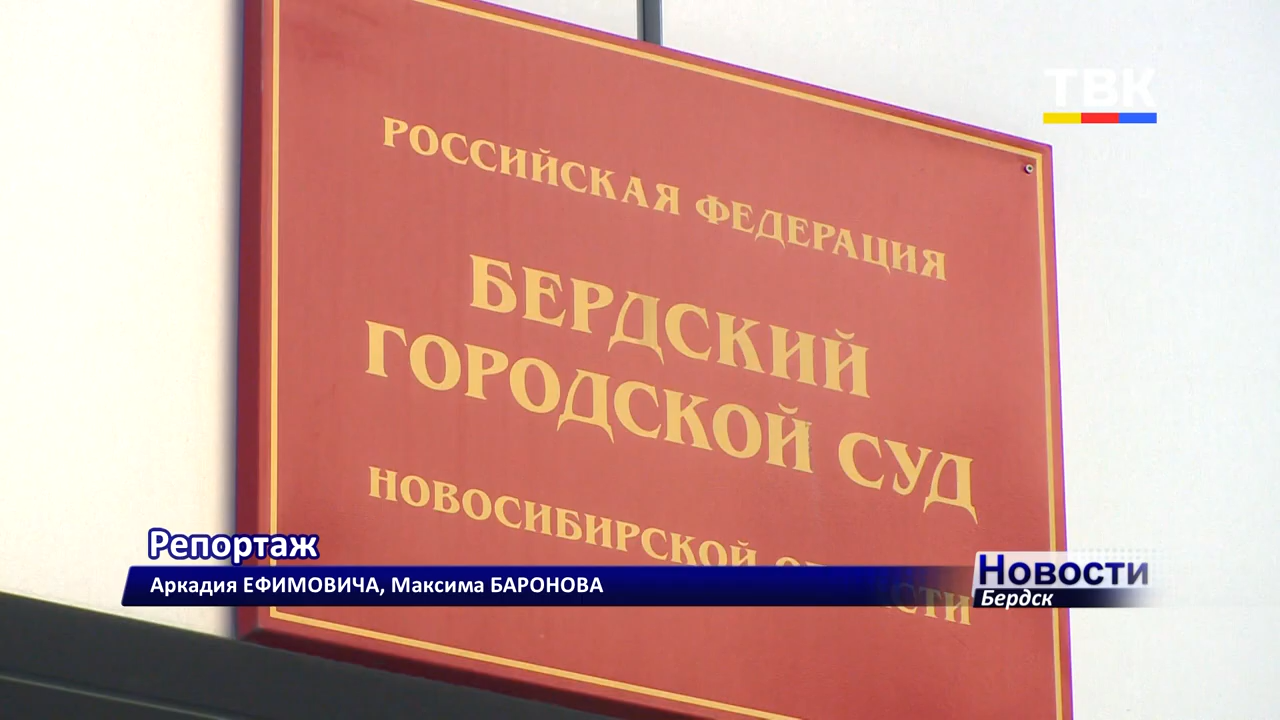 ТВК
РОССИЙСКАЯ ФЕДЕРАЦИЯ
БЕРДСКИЙ
ГОРОДСКОЙ СУД
НОВОСИБИРСКОЙ
Репортаж
Аркадия ЕФИМОВИЧА, Максима БАРОНОВА
Новости
Бердск